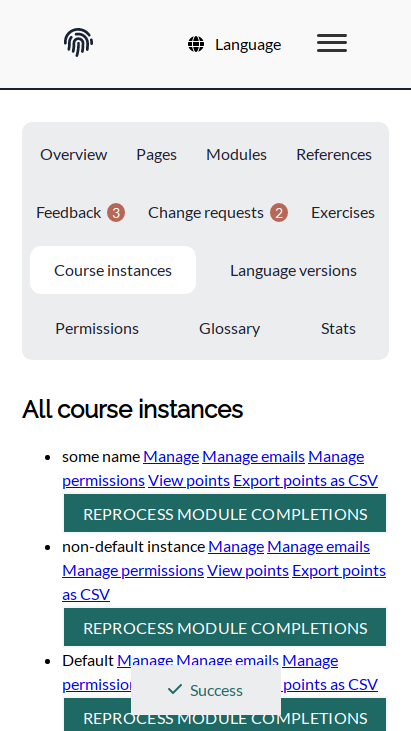 Language
Overview Pages Modules References
Feedback 3 Change requests 2 Exercises
Course instances Language versions
Permissions Glossary Stats
All course instances
some name Manage Manage emails Manage
permissions View points Export points as CSV
REPROCESS MODULE COMPLETIONS
non-default instance Manage Manage emails
Manage permissions View points Export points
as CSV
REPROCESS MODULE COMPLETIONS
Default Manage Manage emails Manage
points as CSV
Success
REPROCESS MODULE COMPLETIONS